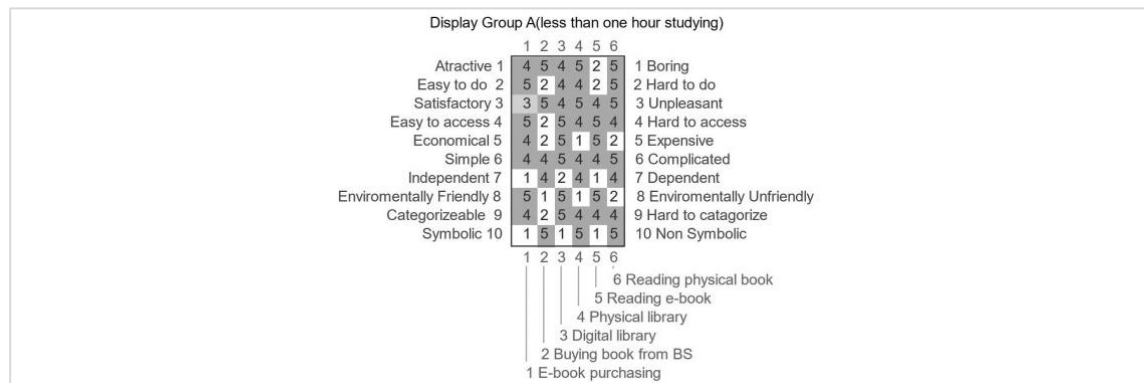 Display Group A(less than one hour studying)
1 2 3 4 5 6
Atractive 1 4 5 4 5 2 5 1 Boring
Easy to do 2 5 2 4 4 2 5 2 Hard to do
Satisfactory 3 3 5 4 5 4 5 3 Unpleasant
Easy to access 4 5 2 5 4 5 4 4 Hard to access
Economical 5 4 2 5 1 5 2 5 Expensive
Simple 6 4 4 5 4 4 5 6 Complicated
Independent 7 1 4 2 4 1 4 7 Dependent
Enviromentally Friendly 8 5 1 5 1 5 2 8 Enviromentally Unfriendly
Categorizeable 9 4 2 5 4 4 4 9 Hard to catagorize
Symbolic 10 1 5 1 5 1 5 10 Non Symbolic
1 2 3 4 5 6
6 Reading physical book
5 Reading e-book
4 Physical library
3 Digital library
2 Buying book from BS
1 E-book purchasing